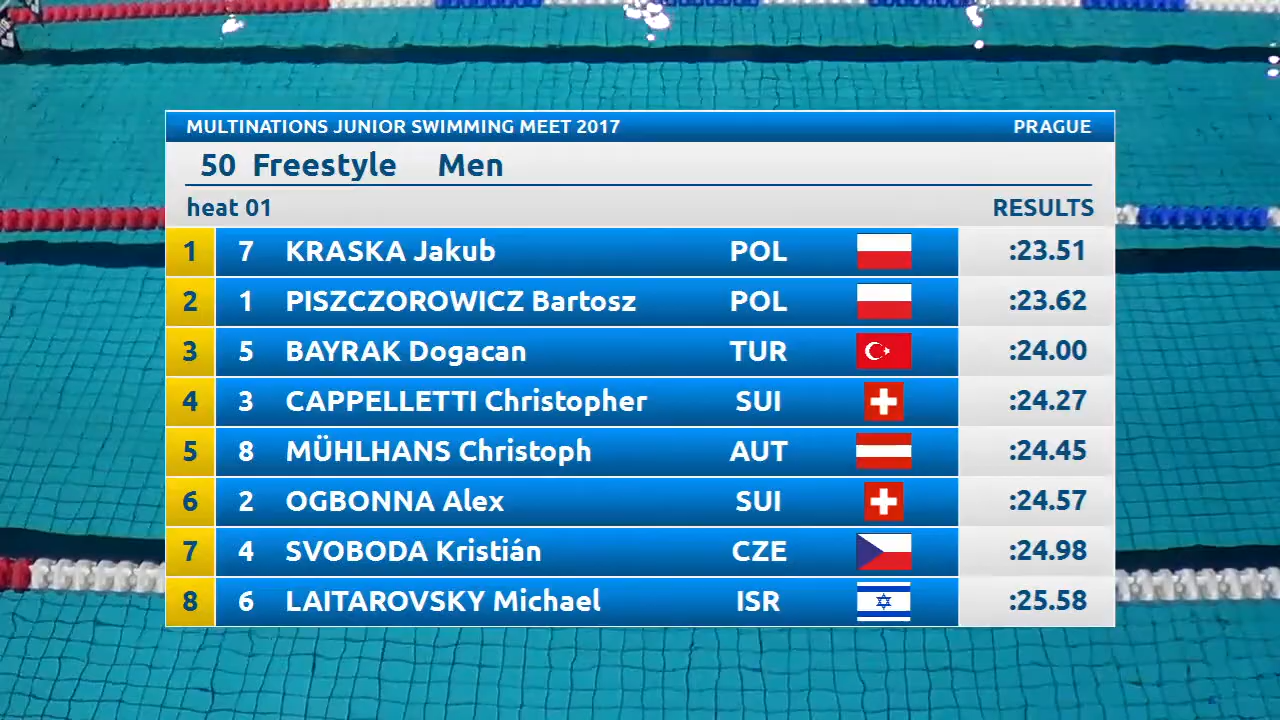 MULTINATIONS JUNIOR SWIMMING MEET 2017 PRAGUE
50 Freestyle Men
heat 01 RESULTS
1 7 KRASKA Jakub POL :23.51
2 1 PISZCZOROWICZ Bartosz POL :23.62
3 5 BAYRAK Dogacan TUR :24.00
4 3 CAPPELLETTI Christopher SUI :24.27
5 8 MÜHLHANS Christoph AUT :24.45
6 2 OGBONNA Alex SUI :24.57
7 4 SVOBODA Kristián CZE :24.98
8 6 LAITAROVSKY Michael ISR :25.58